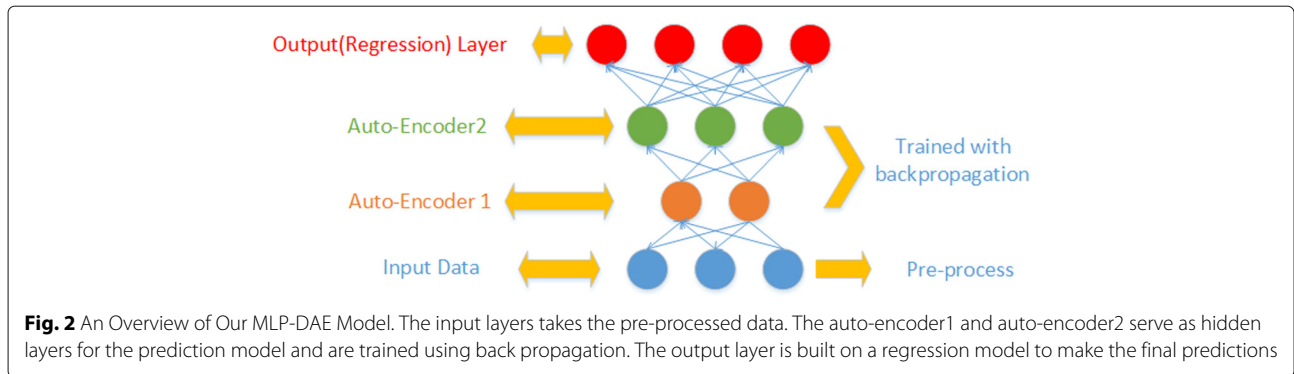 Output(Regression) Layer
Auto-Encoder2
Trained with
backpropagation
Auto-Encoder 1
Input Data
Pre-process
Fig. 2 An Overview of Our MLP-DAE Model. The input layers takes the pre-processed data. The auto-encoder1 and auto-encoder2 serve as hidden
layers for the prediction model and are trained using back propagation. The output layer is built on a regression model to make the final predictions